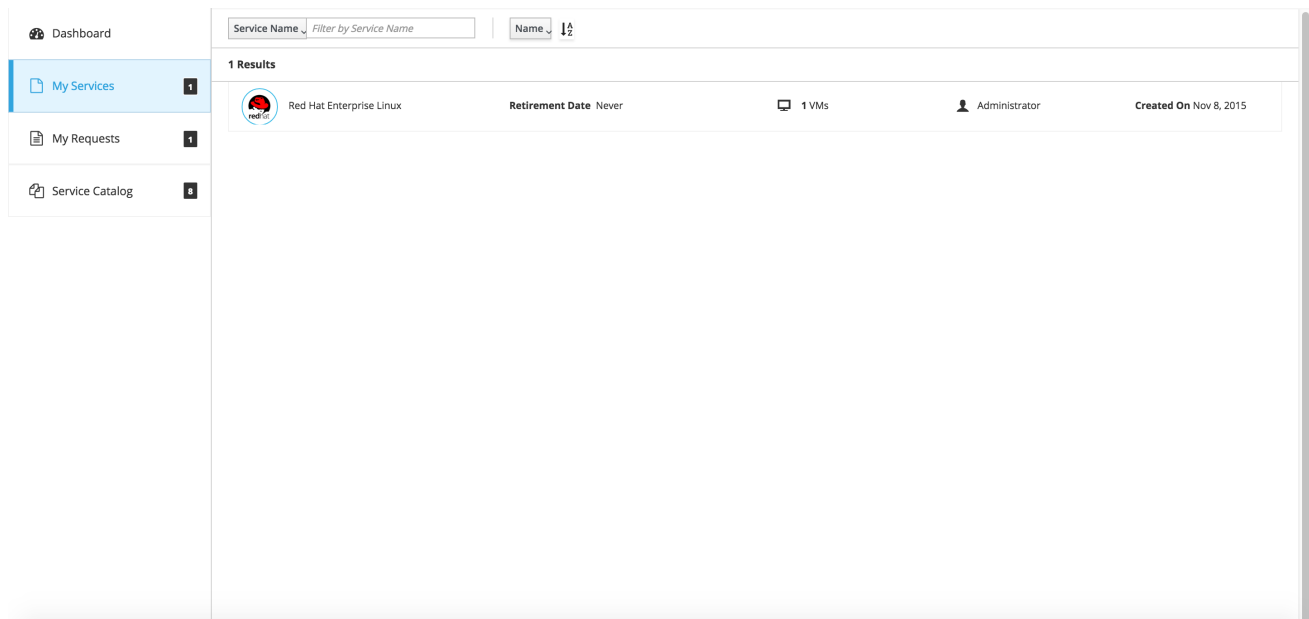 Dashboard
My Services 1
My Requests 1
Service Catalog 8
Service Name Filter by Service Name Name A Z
1 Results
redhat Red Hat Enterprise Linux Retirement Date Never 1 VMs Administrator Created On Nov 8, 2015